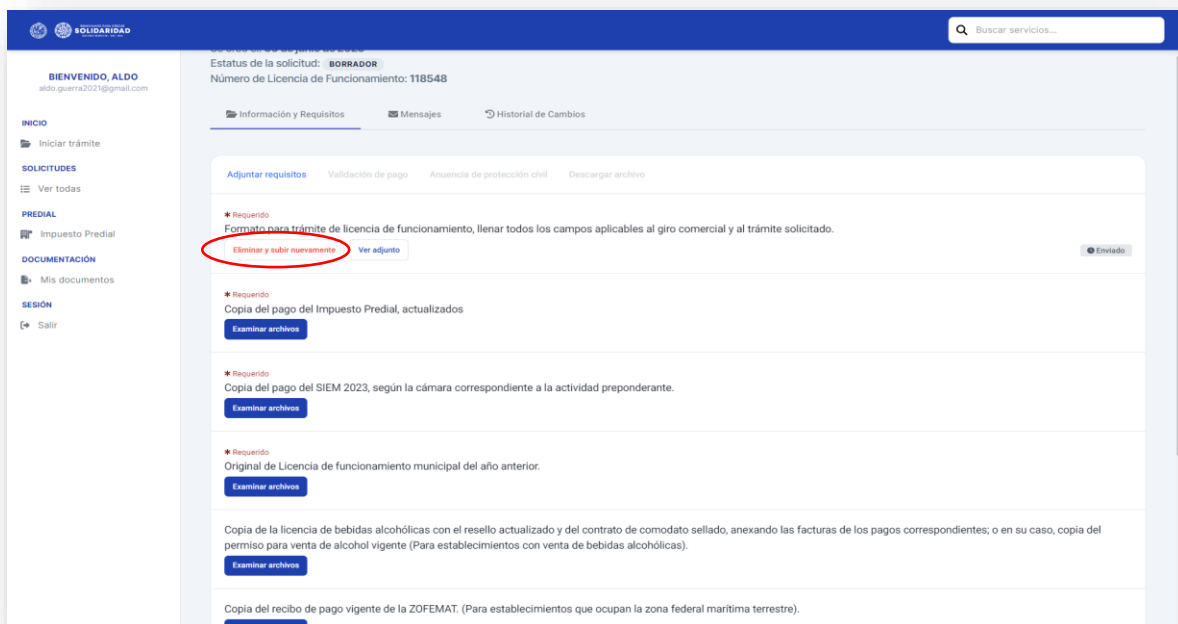 SOLIDARIDAD
Buscar servicios...
BIENVENIDO, ALDO
aldo.guerra2021@gmail.com
INICIO
Iniciar trámite
SOLICITUDES
Ver todas
PREDIAL
Impuesto Predial
DOCUMENTACIÓN
Mis documentos
SESIÓN
Salir
Estatus de la solicitud: BORRADOR
Número de Licencia de Funcionamiento: 118548
Información y Requisitos Mensajes Historial de Cambios
Adjuntar requisitos Validación de pago Anuencia de protección civil Descargar archivo
* Requerido
Formato para trámite de licencia de funcionamiento, llenar todos los campos aplicables al giro comercial y al trámite solicitado.
Eliminar y subir nuevamente Ver adjunto Enviado
* Requerido
Copia del pago del Impuesto Predial, actualizados
Examinar archivos
* Requerido
Copia del pago del SIEM 2023, según la cámara correspondiente a la actividad preponderante.
Examinar archivos
* Requerido
Original de Licencia de funcionamiento municipal del año anterior.
Examinar archivos
Copia de la licencia de bebidas alcohólicas con el resello actualizado y del contrato de comodato sellado, anexando las facturas de los pagos correspondientes; o en su caso, copia del
permiso para venta de alcohol vigente (Para establecimientos con venta de bebidas alcohólicas).
Examinar archivos
Copia del recibo de pago vigente de la ZOFEMAT. (Para establecimientos que ocupan la zona federal marítima terrestre).